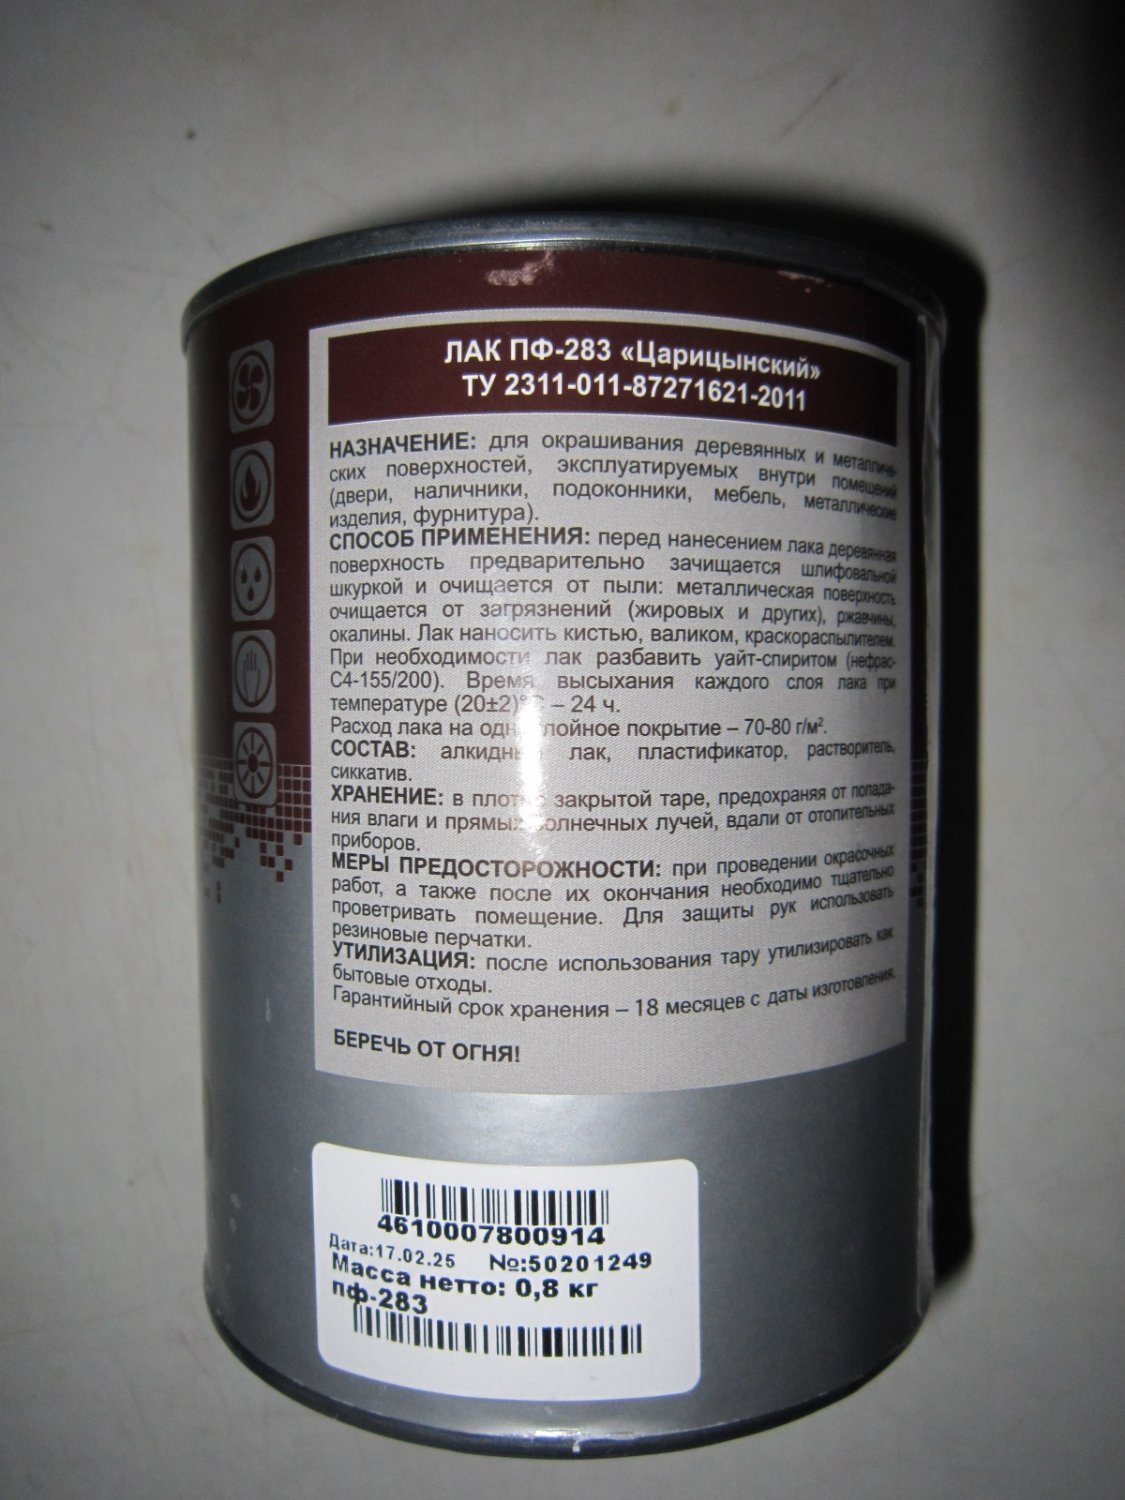 ЛАК ПФ-283 «Царицынский»
ТУ 2311-011-87271621-2011
НАЗНАЧЕНИЕ: для окрашивания деревянных и металличе-
ских поверхностей, эксплуатируемых внутри помещений
(двери, наличники, подоконники, мебель, металлические
изделия, фурнитура).
СПОСОБ ПРИМЕНЕНИЯ: перед нанесением лака деревянная
поверхность предварительно зачищается шлифовальной
шкуркой и очищается от пыли: металлическая поверхность
очищается от загрязнений (жировых и других), ржавчины,
окалины. Лак наносить кистью, валиком, краскораспылителем.
При необходимости лак разбавить уайт-спиритом (нефрас-
С4-155/200). Время высыхания каждого слоя лака при
температуре (20±2)°С – 24 ч.
Расход лака на однослойное покрытие – 70-80 г/м².
СОСТАВ: алкидный лак, пластификатор, растворитель,
сиккатив.
ХРАНЕНИЕ: в плотно закрытой таре, предохраняя от попада-
ния влаги и прямых солнечных лучей, вдали от отопительных
приборов.
МЕРЫ ПРЕДОСТОРОЖНОСТИ: при проведении окрасочных
работ, а также после их окончания необходимо тщательно
проветривать помещение. Для защиты рук использовать
резиновые перчатки.
УТИЛИЗАЦИЯ: после использования тару утилизировать как
бытовые отходы.
Гарантийный срок хранения – 18 месяцев с даты изготовления.
БЕРЕЧЬ ОТ ОГНЯ!
4610007800914
Дата:17.02.25 №:50201249
Масса нетто: 0,8 кг
пф-283